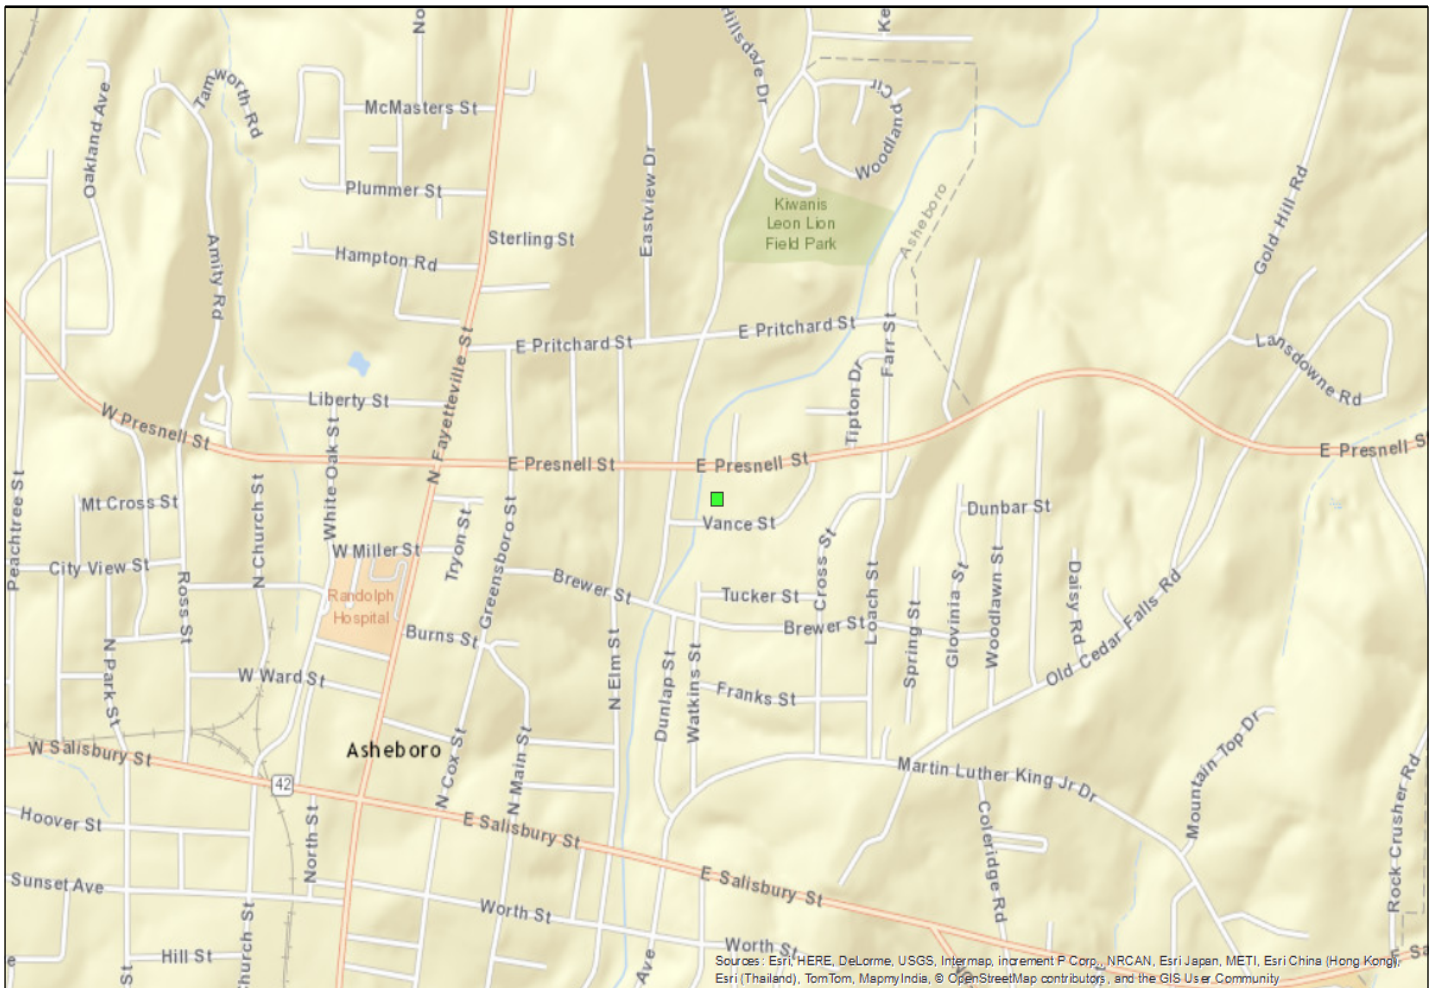 No
Hillsdale Dr
Ke
Tamworth Rd
Oakland Ave
McMasters St
Woodland Cir
Plummer St
Eastview Dr
Kiwanis
Leon Lion
Field Park
Asheboro
Gold Hill Rd
Sterling St
Amity Rd
Hampton Rd
E Pritchard St
E Pritchard St
Farr St
Lansdowne Rd
N Fayetteville St
Tipton Dr
Liberty St
W Presnell St
White Oak St
E Presnell St
E Presnell St
E Presnell St
Peachtree St
Mt Cross St
N Church St
Greensboro St
Tryon St
Vance St
Dunbar St
W Miller St
City View St
Ross St
Brewer St
Cross St
Loach St
Spring St
Glovinia St
Woodlawn St
Daisy Rd
Old Cedar Falls Rd
Randolph
Hospital
Tucker St
Brewer St
Burns St
N Park St
W Ward St
N Elm St
Dunlap St
Watkins St
Franks St
W Salisbury St
Asheboro
N Cox St
N Main St
Martin Luther King Jr Dr
Mountain Top Dr
42
Rock Crusher Rd
Hoover St
North St
E Salisbury St
Coleridge Rd
Sunset Ave
E Salisbury St
Worth St
Church St
Worth St
Hill St
e
St
Ave
E Sa
Sources: Esri, HERE, DeLorme, USGS, Intermap, increment P Corp., NRCAN, Esri Japan, METI, Esri China (Hong Kong),
Esri (Thailand), TomTom, MapmyIndia, © OpenStreetMap contributors, and the GIS User Community